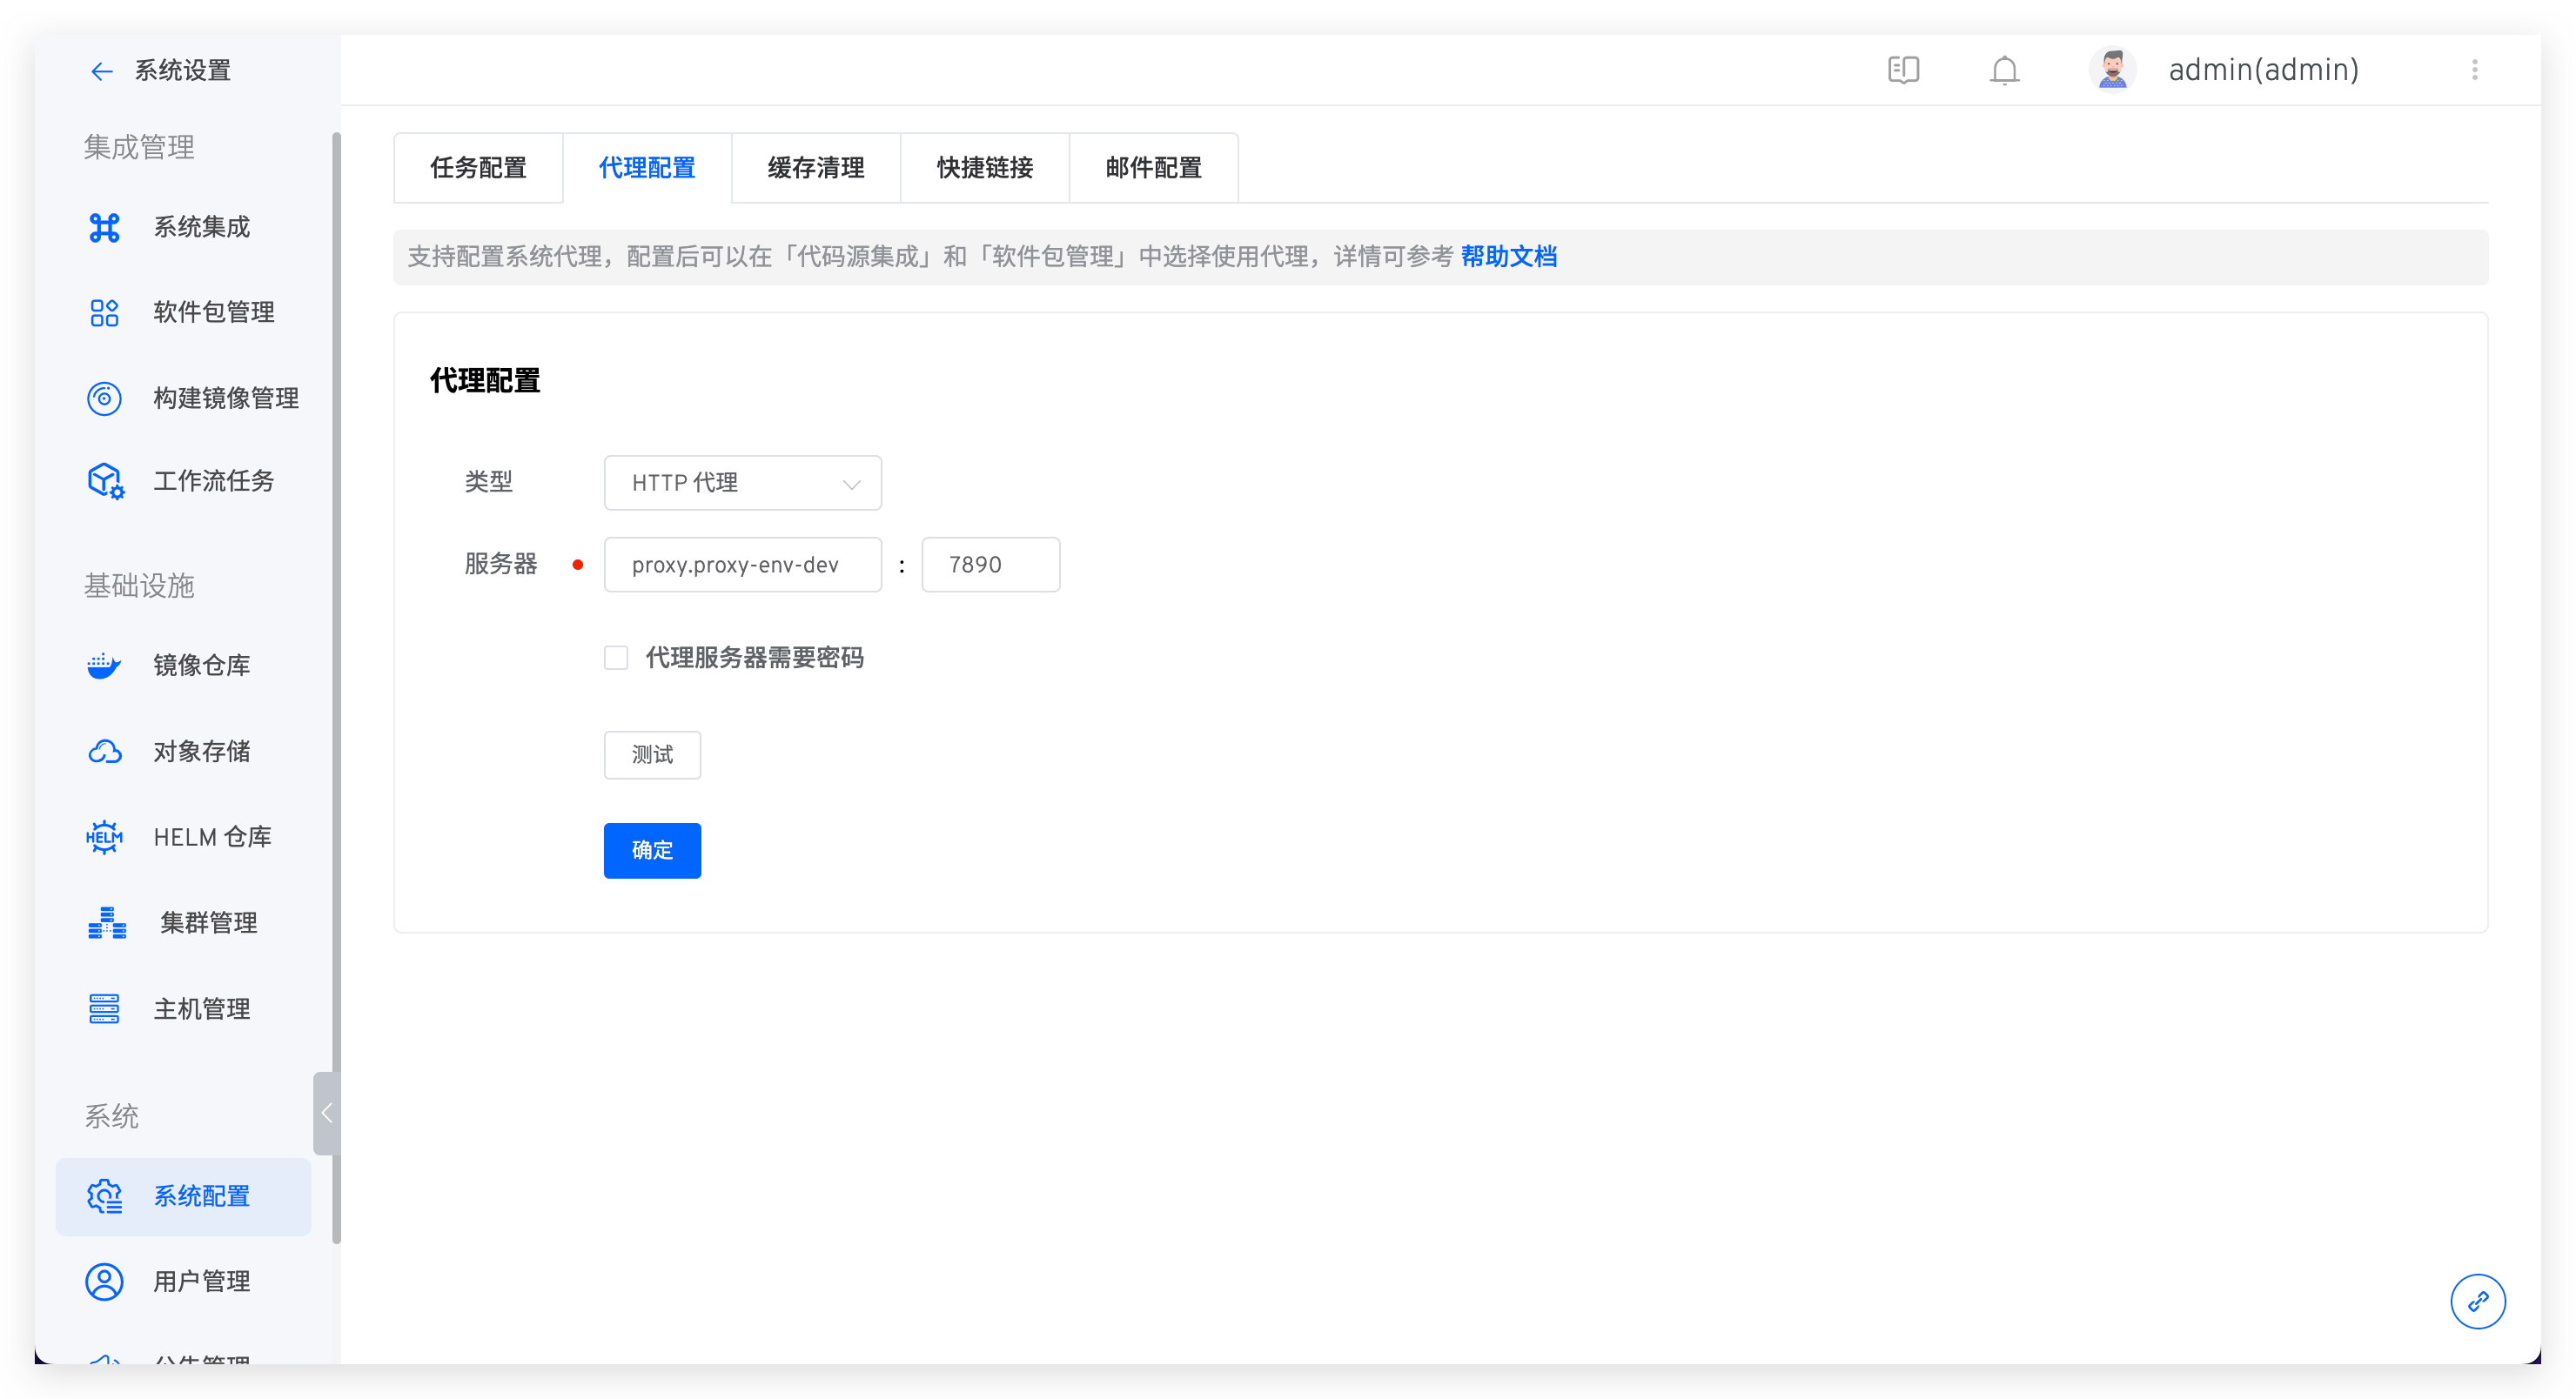 系统设置
admin(admin)
集成管理
系统集成
软件包管理
构建镜像管理
工作流任务
基础设施
镜像仓库
对象存储
HELM
HELM 仓库
集群管理
主机管理
系统
系统配置
用户管理
公告管理
任务配置
代理配置
缓存清理
快捷链接
邮件配置
支持配置系统代理，配置后可以在「代码源集成」和「软件包管理」中选择使用代理，详情可参考 帮助文档
代理配置
类型
HTTP 代理
服务器
proxy.proxy-env-dev : 7890
代理服务器需要密码
测试
确定